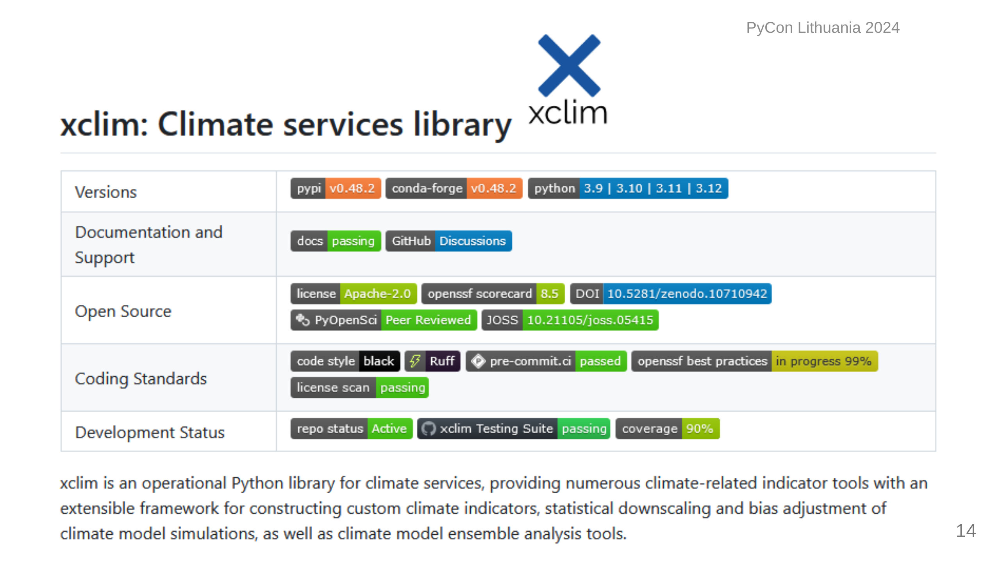 PyCon Lithuania 2024
xclim
xclim: Climate services library
Versions
pypi v0.48.2 conda-forge v0.48.2 python 3.9 | 3.10 | 3.11 | 3.12
Documentation and
Support
docs passing GitHub Discussions
Open Source
license Apache-2.0 openssf scorecard 8.5 DOI 10.5281/zenodo.10710942
PyOpenSci Peer Reviewed JOSS 10.21105/joss.05415
Coding Standards
code style black Ruff pre-commit.ci passed openssf best practices in progress 99%
license scan passing
Development Status
repo status Active xclim Testing Suite passing coverage 90%
xclim is an operational Python library for climate services, providing numerous climate-related indicator tools with an
extensible framework for constructing custom climate indicators, statistical downscaling and bias adjustment of
climate model simulations, as well as climate model ensemble analysis tools.
14